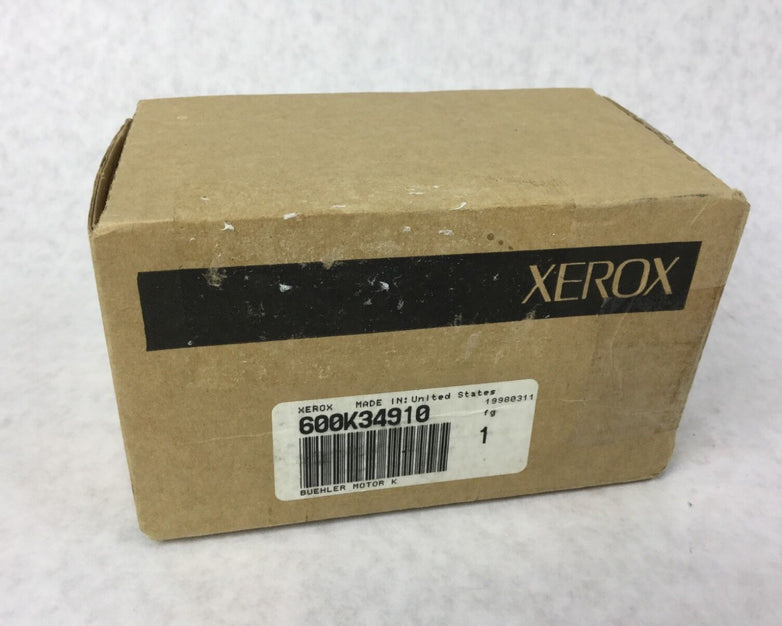 XEROX
XEROX MADE IN:United States
19980311
600K34910
fg
1
BUEHLER MOTOR K